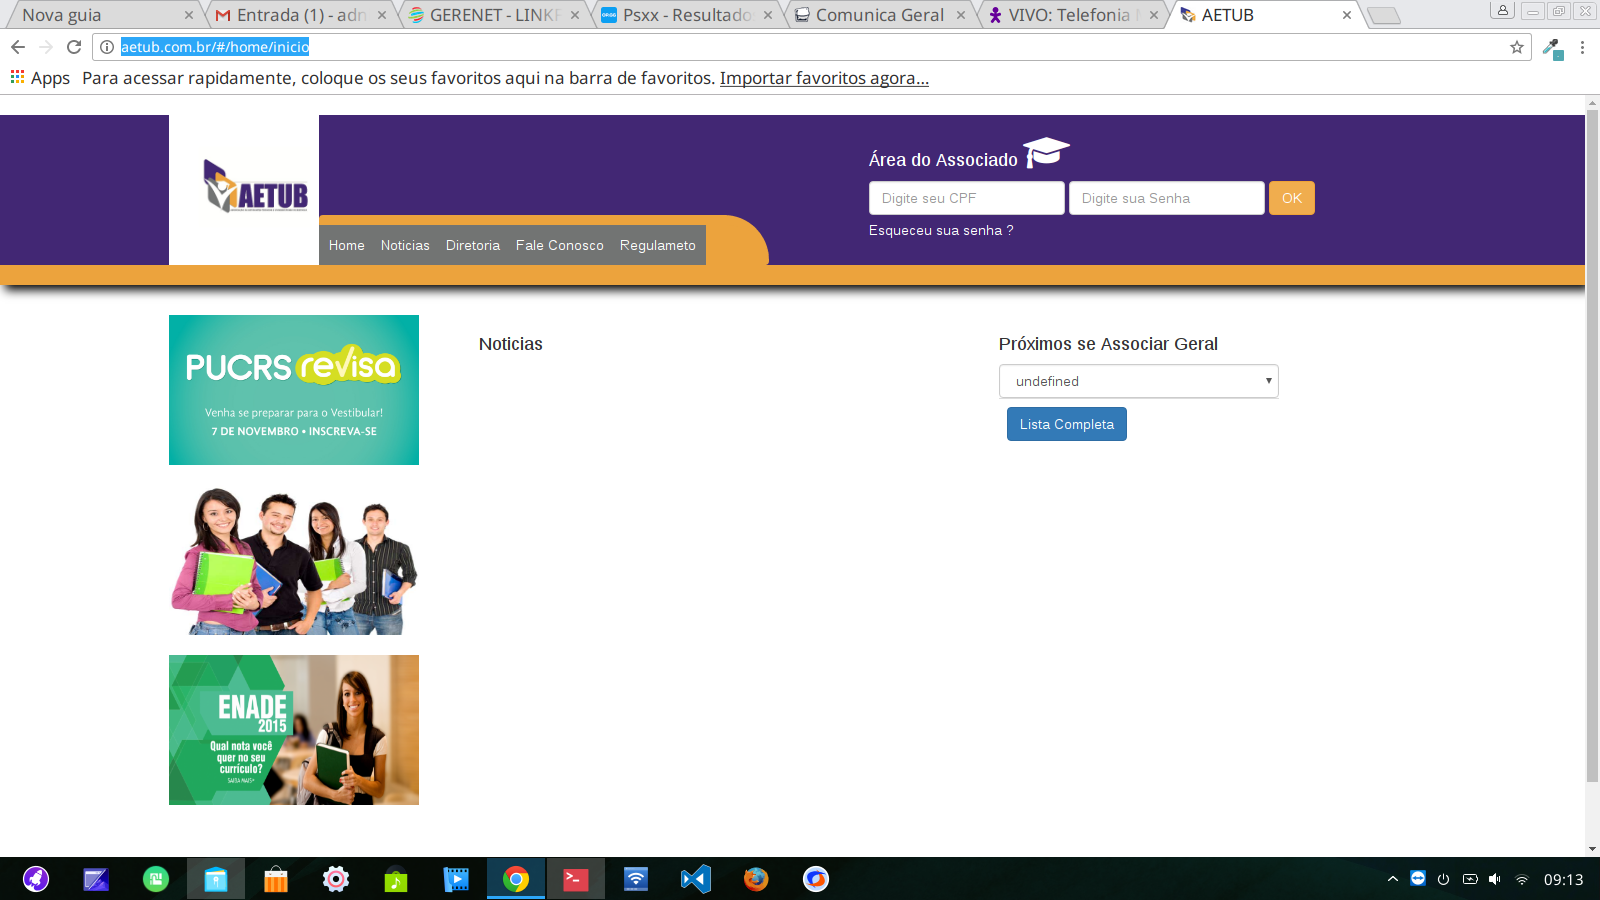 Nova guia
Entrada (1) - adn
GERENET - LINKF
Psxx - Resultado
Comunica Geral
VIVO: Telefonia
AETUB
aetub.com.br/#/home/inicio
Apps Para acessar rapidamente, coloque os seus favoritos aqui na barra de favoritos. Importar favoritos agora...
AETUB
Área do Associado
Digite seu CPF
Digite sua Senha
OK
Esqueceu sua senha ?
Home Noticias Diretoria Fale Conosco Regulameto
PUCRS revisa
Venha se preparar para o Vestibular!
7 DE NOVEMBRO • INSCREVA-SE
Noticias
Próximos se Associar Geral
undefined
Lista Completa
ENADE
2015
Qual nota você
quer no seu
currículo?
SAIBA MAIS+
09:13